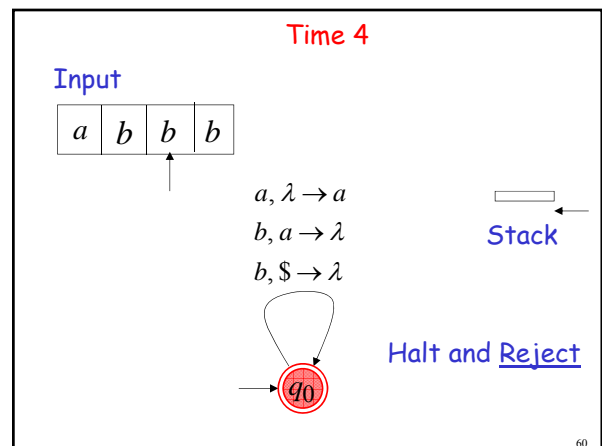 Time 4
Input
a b b b
a, λ → a
b, a → λ
b, $ → λ
Stack
Halt and Reject
q0
60